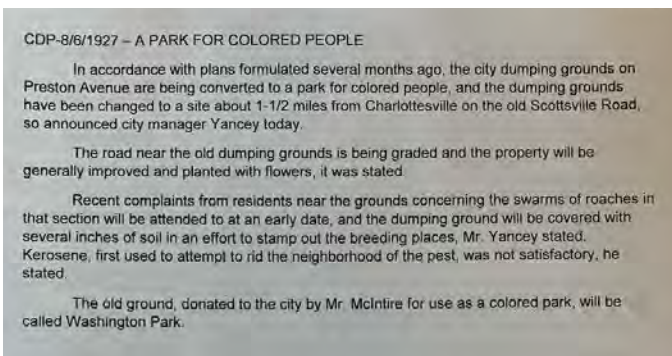 CDP-8/6/1927 – A PARK FOR COLORED PEOPLE
In accordance with plans formulated several months ago, the city dumping grounds on
Preston Avenue are being converted to a park for colored people, and the dumping grounds
have been changed to a site about 1-1/2 miles from Charlottesville on the old Scottsville Road,
so announced city manager Yancey today.
The road near the old dumping grounds is being graded and the property will be
generally improved and planted with flowers, it was stated.
Recent complaints from residents near the grounds concerning the swarms of roaches in
that section will be attended to at an early date, and the dumping ground will be covered with
several inches of soil in an effort to stamp out the breeding places, Mr. Yancey stated.
Kerosene, first used to attempt to rid the neighborhood of the pest, was not satisfactory, he
stated.
The old ground, donated to the city by Mr. McIntire for use as a colored park, will be
called Washington Park.